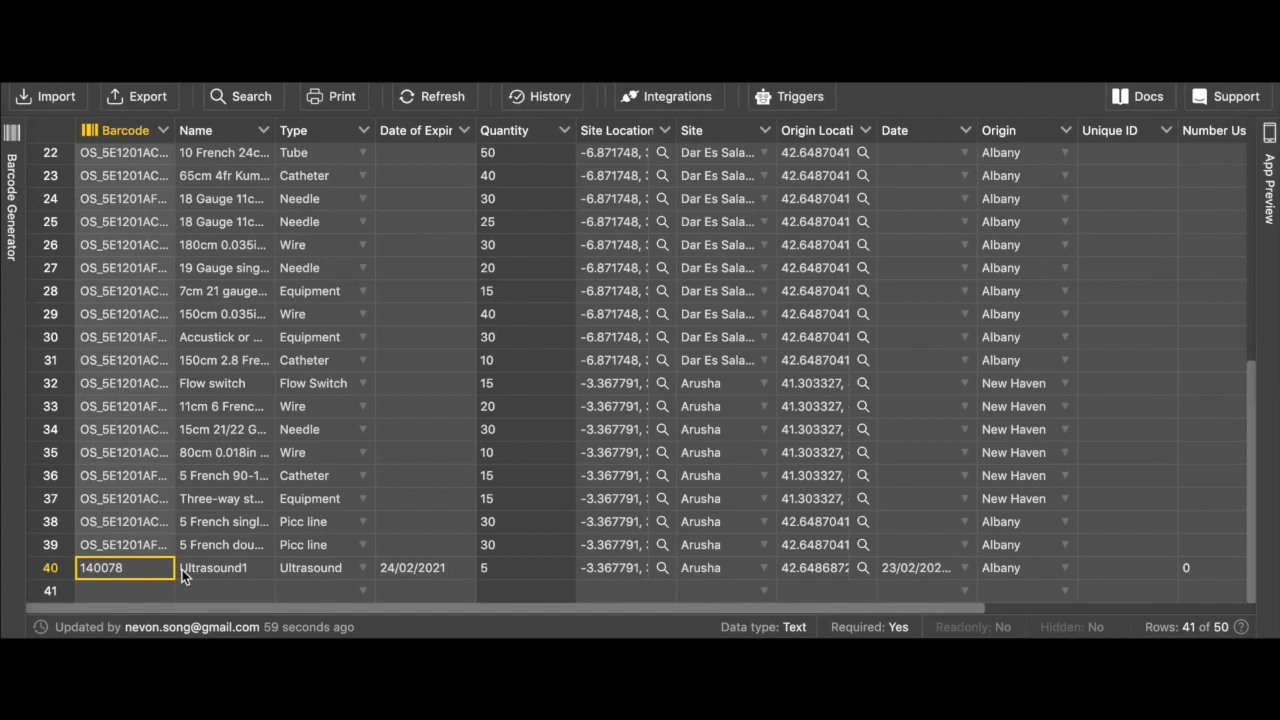 Import Export Search Print Refresh History Integrations Triggers Docs Support
Barcode Name Type Date of Expir Quantity Site Location Site Origin Locati Date Origin Unique ID Number Us
22 OS_5E1201AC... 10 French 24c... Tube 50 -6.871748, Dar Es Sala... 42.6487041 Albany
23 OS_5E1201AC... 65cm 4fr Kum... Catheter 40 -6.871748, Dar Es Sala... 42.6487041 Albany
24 OS_5E1201AF... 18 Gauge 11c... Needle 30 -6.871748, Dar Es Sala... 42.6487041 Albany
25 OS_5E1201AC... 18 Gauge 11c... Needle 25 -6.871748, Dar Es Sala... 42.6487041 Albany
26 OS_5E1201AC... 180cm 0.035i... Wire 30 -6.871748, Dar Es Sala... 42.6487041 Albany
27 OS_5E1201AF... 19 Gauge sing... Needle 20 -6.871748, Dar Es Sala... 42.6487041 Albany
28 OS_5E1201AF... 7cm 21 gauge... Equipment 15 -6.871748, Dar Es Sala... 42.6487041 Albany
29 OS_5E1201AC... 150cm 0.035i... Wire 40 -6.871748, Dar Es Sala... 42.6487041 Albany
30 OS_5E1201AF... Accustick or ... Equipment 30 -6.871748, Dar Es Sala... 42.6487041 Albany
31 OS_5E1201AC... 150cm 2.8 Fre... Catheter 10 -6.871748, Dar Es Sala... 42.6487041 Albany
32 OS_5E1201AC... Flow switch Flow Switch 15 -3.367791, Arusha 41.303327, New Haven
33 OS_5E1201AF... 11cm 6 Frenc... Wire 20 -3.367791, Arusha 41.303327, New Haven
34 OS_5E1201AC... 15cm 21/22 G... Needle 30 -3.367791, Arusha 41.303327, New Haven
35 OS_5E1201AC... 80cm 0.018in ... Wire 10 -3.367791, Arusha 41.303327, New Haven
36 OS_5E1201AF... 5 French 90-1... Catheter 15 -3.367791, Arusha 41.303327, New Haven
37 OS_5E1201AC... Three-way st... Equipment 15 -3.367791, Arusha 41.303327, New Haven
38 OS_5E1201AC... 5 French singl... Picc line 30 -3.367791, Arusha 42.6487041 Albany
39 OS_5E1201AF... 5 French dou... Picc line 30 -3.367791, Arusha 42.6487041 Albany
40 140078 Ultrasound1 Ultrasound 24/02/2021 5 -3.367791, Arusha 42.6486872 23/02/202... Albany 0
41
Updated by nevon.song@gmail.com 59 seconds ago Data type: Text Required: Yes Readonly: No Hidden: No Rows: 41 of 50
Barcode Generator
App Preview